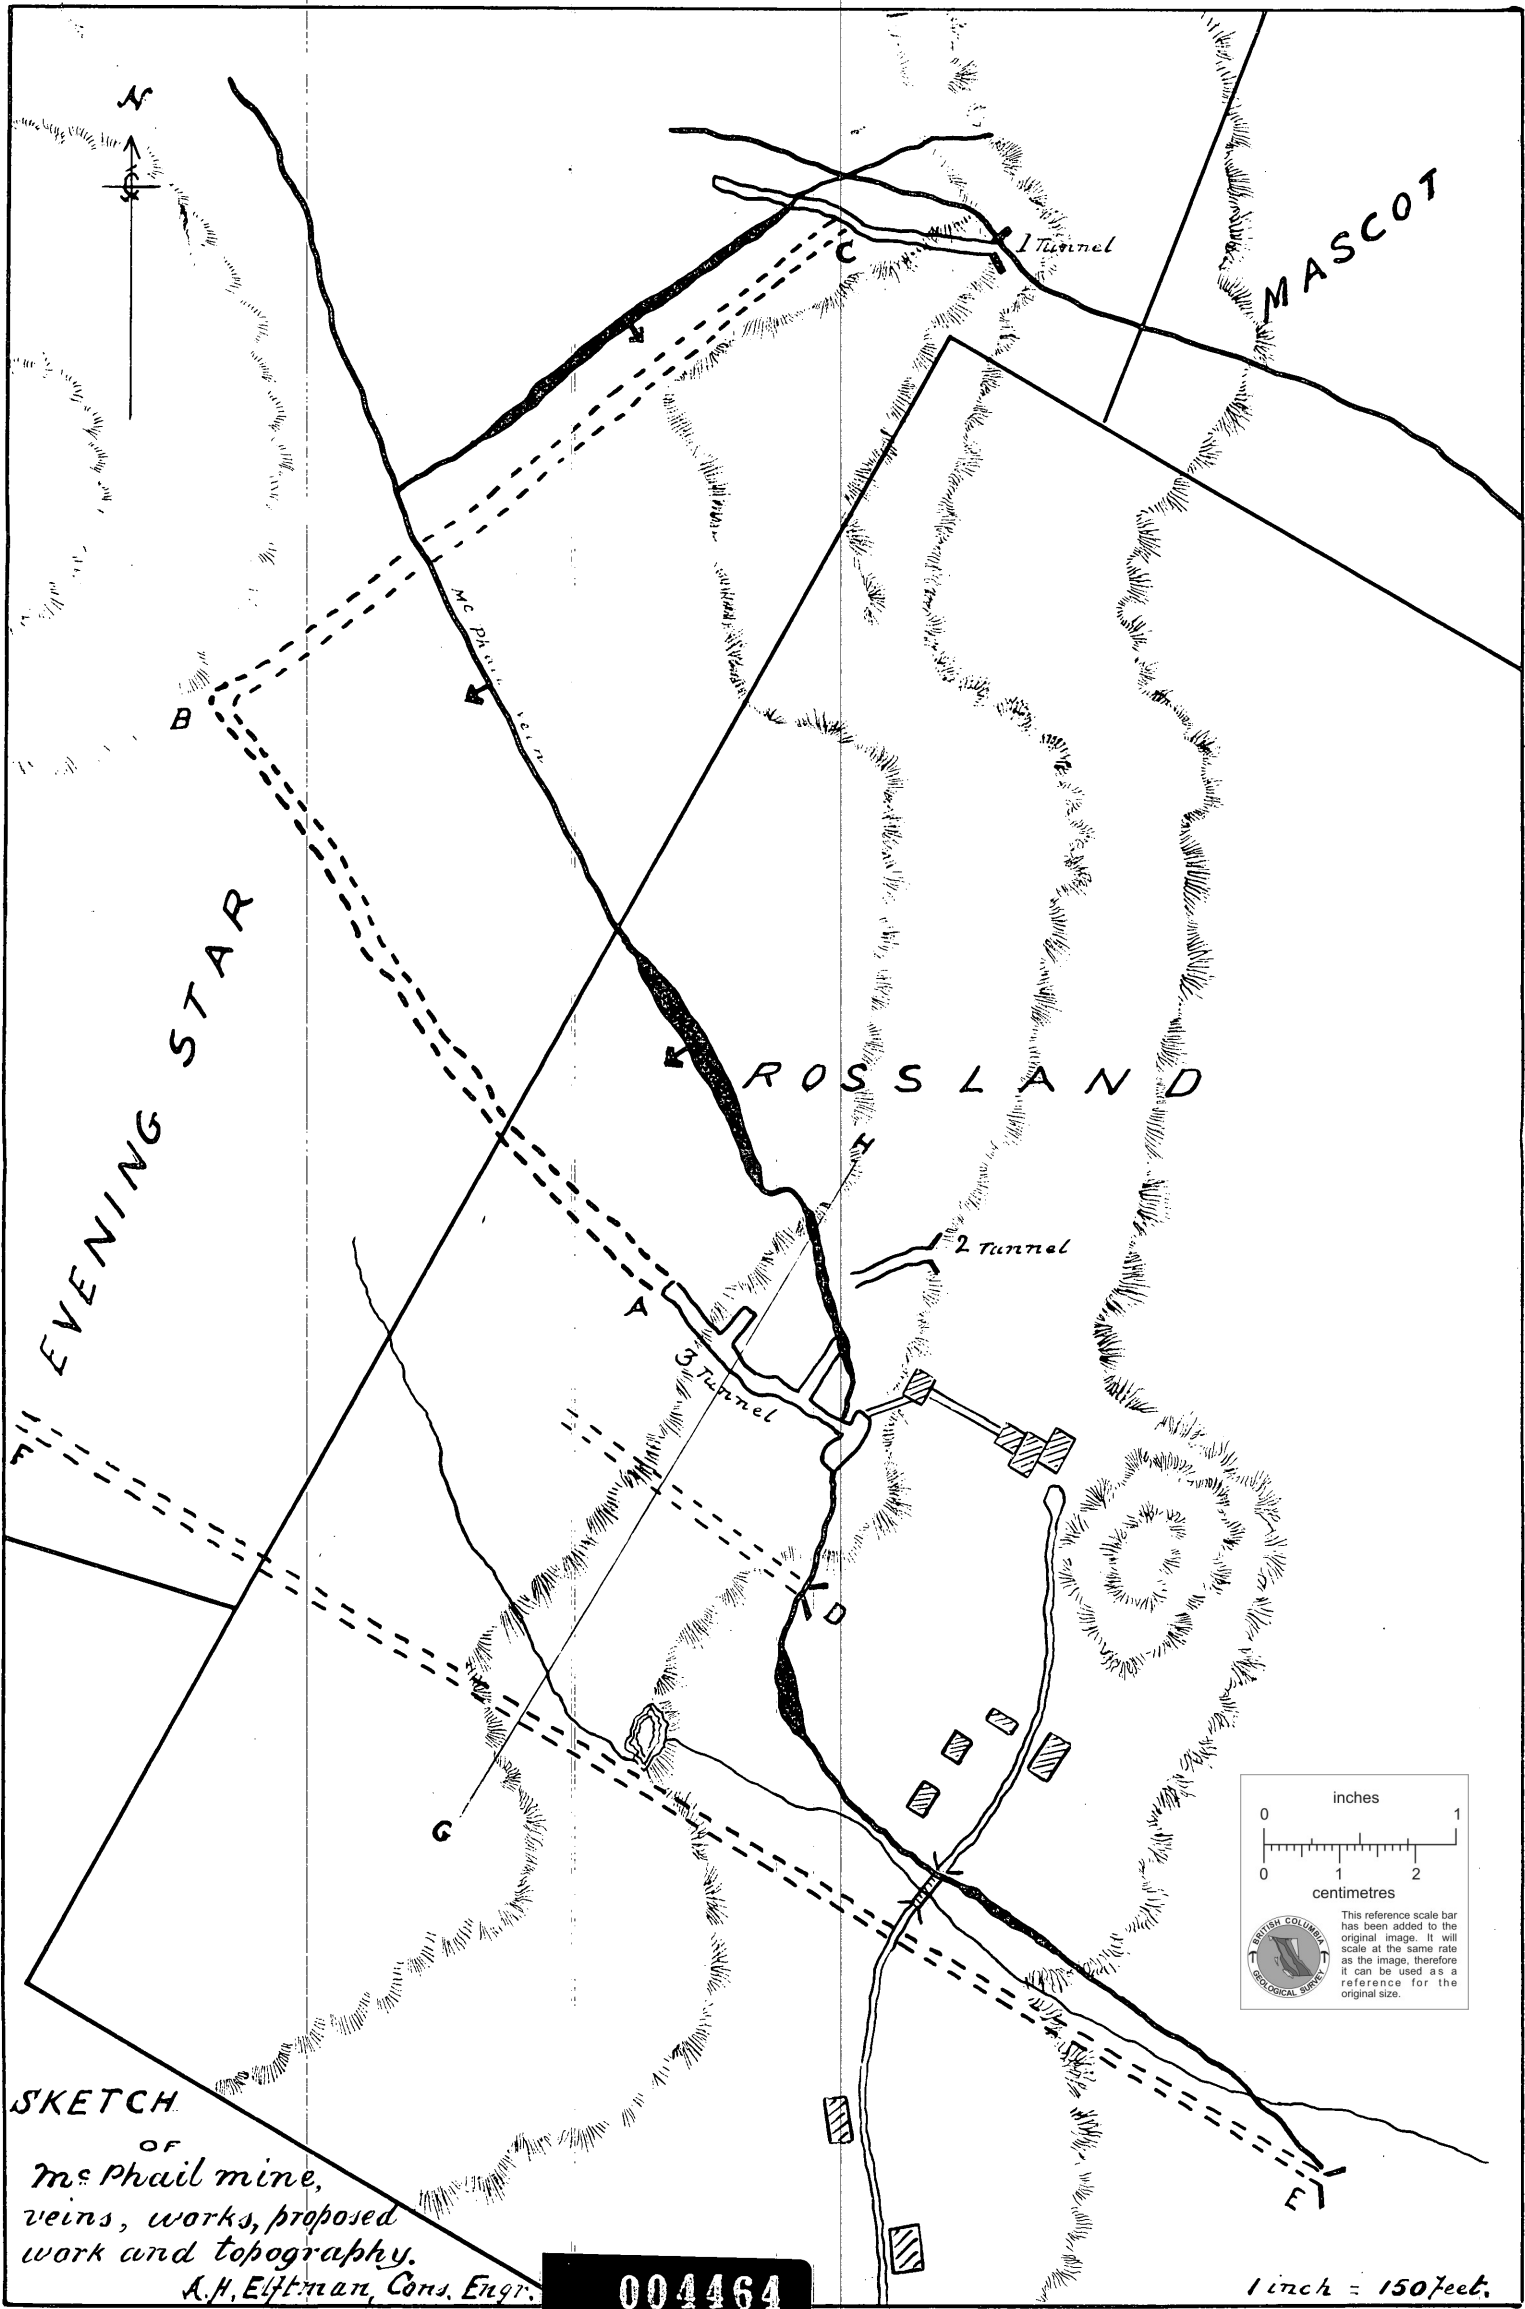 N
1 Tunnel
C
MASCOT
McPhail vein
B
EVENING STAR
ROSSLAND
H
2 Tunnel
A
3 Tunnel
F
D
G
inches
0 1
0 1 2
centimetres
This reference scale bar
has been added to the
original image. It will
scale at the same rate
as the image, therefore
it can be used as a
reference for the
original size.
BRITISH COLUMBIA
GEOLOGICAL SURVEY
E
SKETCH
OF
Mc Phail mine,
veins, works, proposed
work and topography.
A.H. Elftman, Cons. Engr.
004464
1 inch = 150 feet.